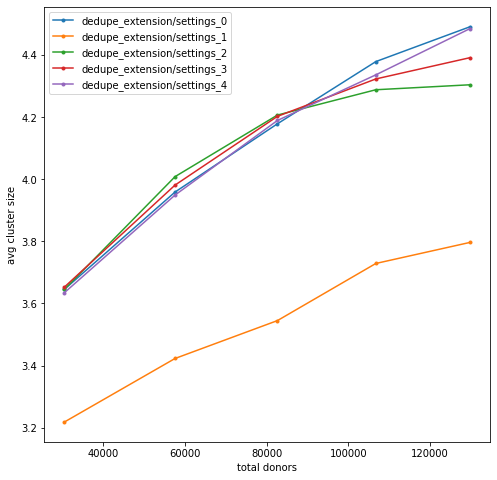 dedupe_extension/settings_0
dedupe_extension/settings_1
dedupe_extension/settings_2
dedupe_extension/settings_3
dedupe_extension/settings_4
avg cluster size
4.4
4.2
4.0
3.8
3.6
3.4
3.2
40000 60000 80000 100000 120000
total donors